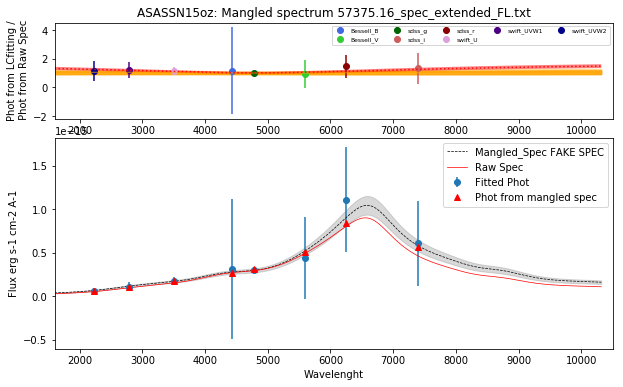 ASASSN15oz: Mangled spectrum 57375.16_spec_extended_FL.txt
Phot from LCfitting /
Phot from Raw Spec
4
2
0
−2
Bessell_B
Bessell_V
sdss_g
sdss_i
sdss_r
swift_U
swift_UVW1
swift_UVW2
2000 3000 4000 5000 6000 7000 8000 9000 10000
Flux erg s-1 cm-2 A-1
1.5
1.0
0.5
0.0
−0.5
Mangled_Spec FAKE SPEC
Raw Spec
Fitted Phot
Phot from mangled spec
2000 3000 4000 5000 6000 7000 8000 9000 10000
Wavelenght